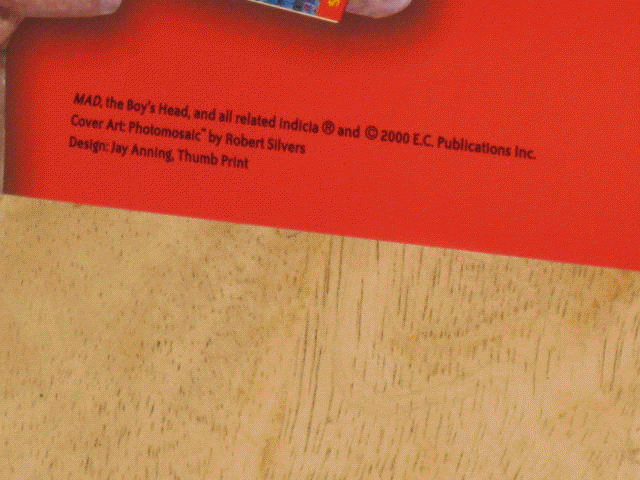 MAD, the Boy's Head, and all related indicia ® and © 2000 E.C. Publications Inc.
Cover Art: Photomosaic™ by Robert Silvers
Design: Jay Anning, Thumb Print